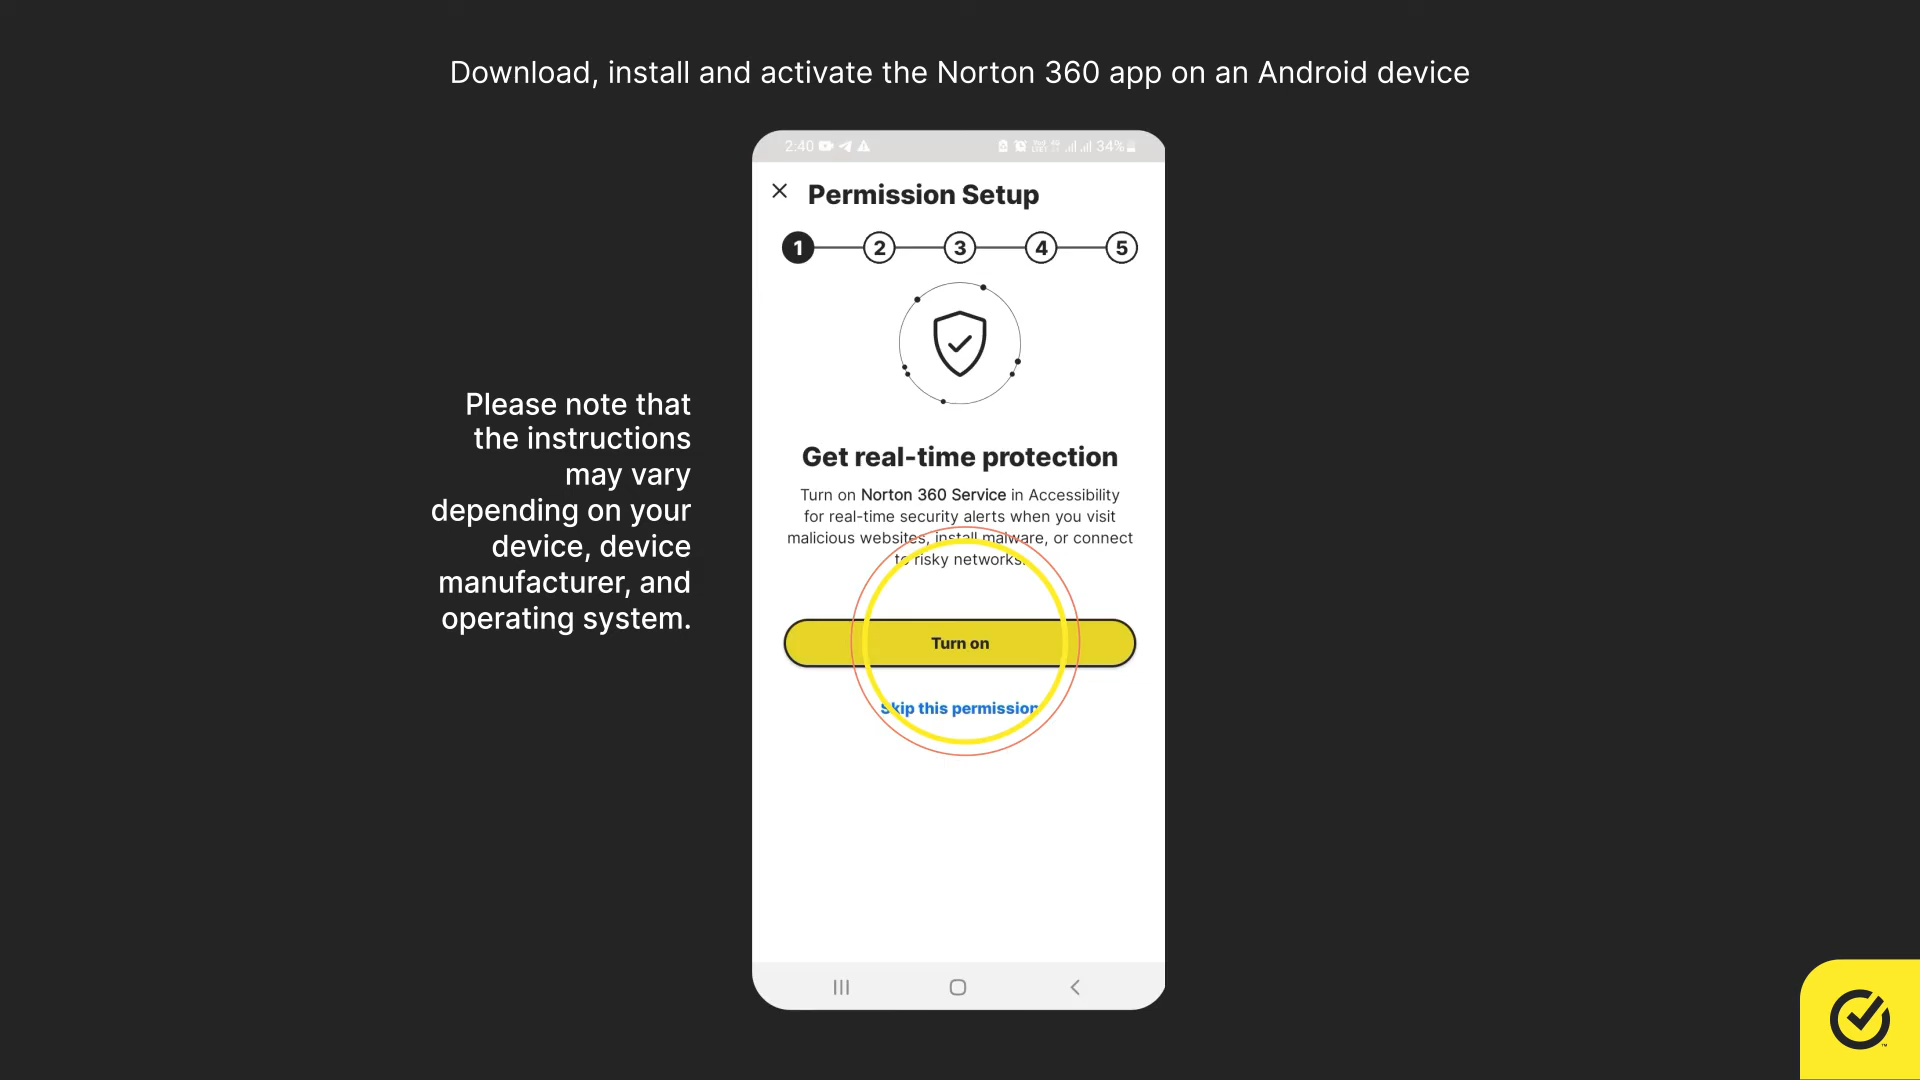 Download, install and activate the Norton 360 app on an Android device
2:40
34%
Permission Setup
1 2 3 4 5
Get real-time protection
Turn on Norton 360 Service in Accessibility
for real-time security alerts when you visit
malicious websites, install malware, or connect
to risky networks.
Turn on
Skip this permission
Please note that
the instructions
may vary
depending on your
device, device
manufacturer, and
operating system.